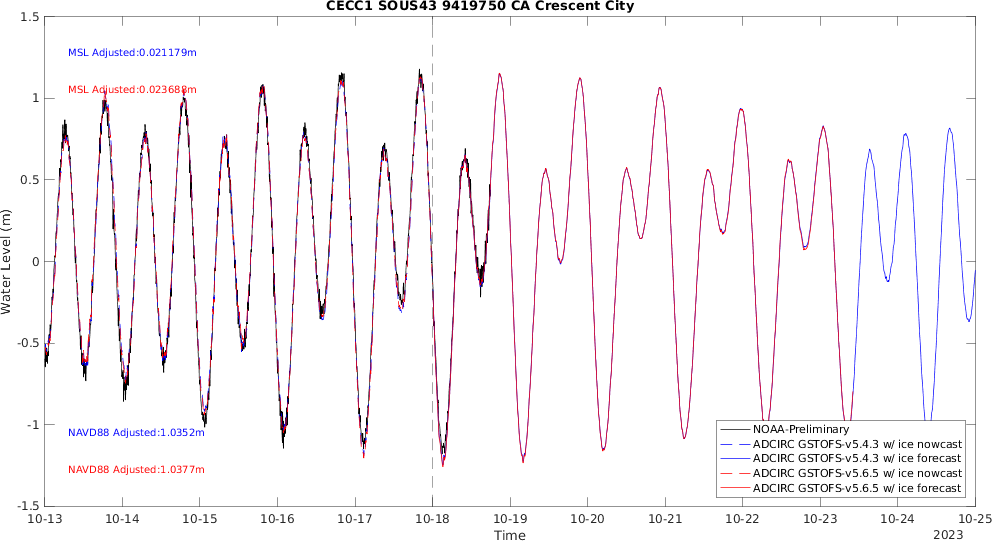 CECC1 SOUS43 9419750 CA Crescent City
1.5
1
0.5
0
-0.5
-1
-1.5
Water Level (m)
MSL Adjusted:0.021179m
MSL Adjusted:0.023688m
NAVD88 Adjusted:1.0352m
NAVD88 Adjusted:1.0377m
NOAA-Preliminary
ADCIRC GSTOFS-v5.4.3 w/ ice nowcast
ADCIRC GSTOFS-v5.4.3 w/ ice forecast
ADCIRC GSTOFS-v5.6.5 w/ ice nowcast
ADCIRC GSTOFS-v5.6.5 w/ ice forecast
10-13 10-14 10-15 10-16 10-17 10-18 10-19 10-20 10-21 10-22 10-23 10-24 10-25
Time
2023